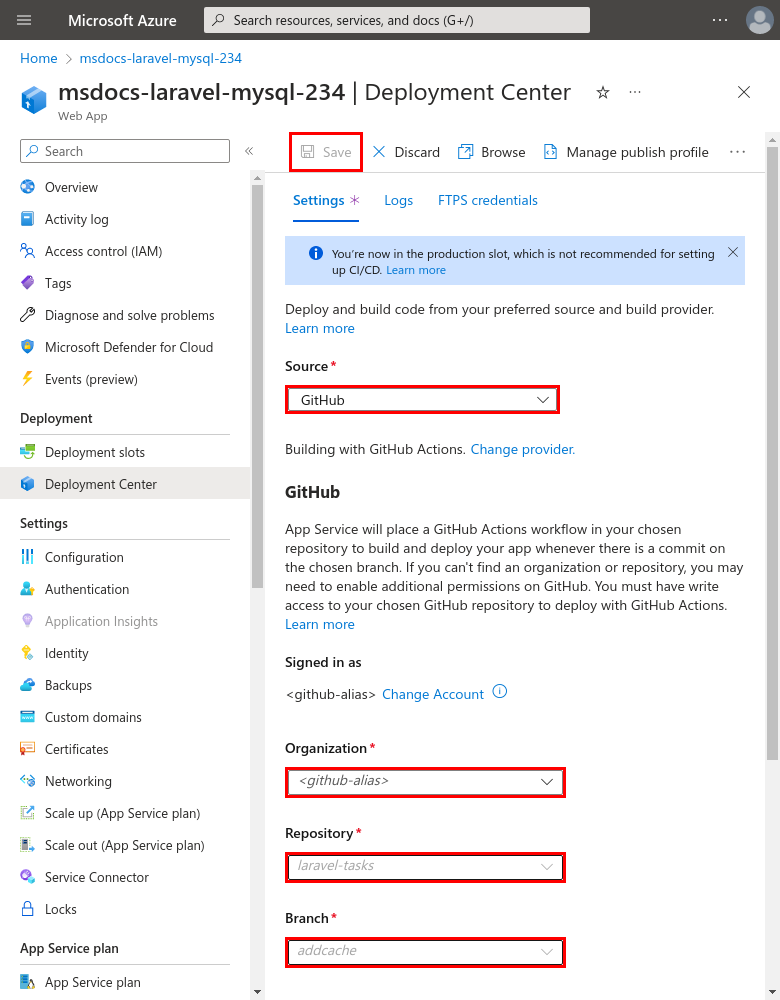 Microsoft Azure
Search resources, services, and docs (G+/)
Home > msdocs-laravel-mysql-234
msdocs-laravel-mysql-234 | Deployment Center
Web App
Search
Overview
Activity log
Access control (IAM)
Tags
Diagnose and solve problems
Microsoft Defender for Cloud
Events (preview)
Deployment
Deployment slots
Deployment Center
Settings
Configuration
Authentication
Application Insights
Identity
Backups
Custom domains
Certificates
Networking
Scale up (App Service plan)
Scale out (App Service plan)
Service Connector
Locks
App Service plan
App Service plan
Save
Discard
Browse
Manage publish profile
Settings *
Logs
FTPS credentials
You're now in the production slot, which is not recommended for setting
up CI/CD. Learn more
Deploy and build code from your preferred source and build provider.
Learn more
Source*
GitHub
Building with GitHub Actions. Change provider.
GitHub
App Service will place a GitHub Actions workflow in your chosen
repository to build and deploy your app whenever there is a commit on
the chosen branch. If you can't find an organization or repository, you may
need to enable additional permissions on GitHub. You must have write
access to your chosen GitHub repository to deploy with GitHub Actions.
Learn more
Signed in as
<github-alias> Change Account
Organization*
<github-alias>
Repository*
laravel-tasks
Branch*
addcache